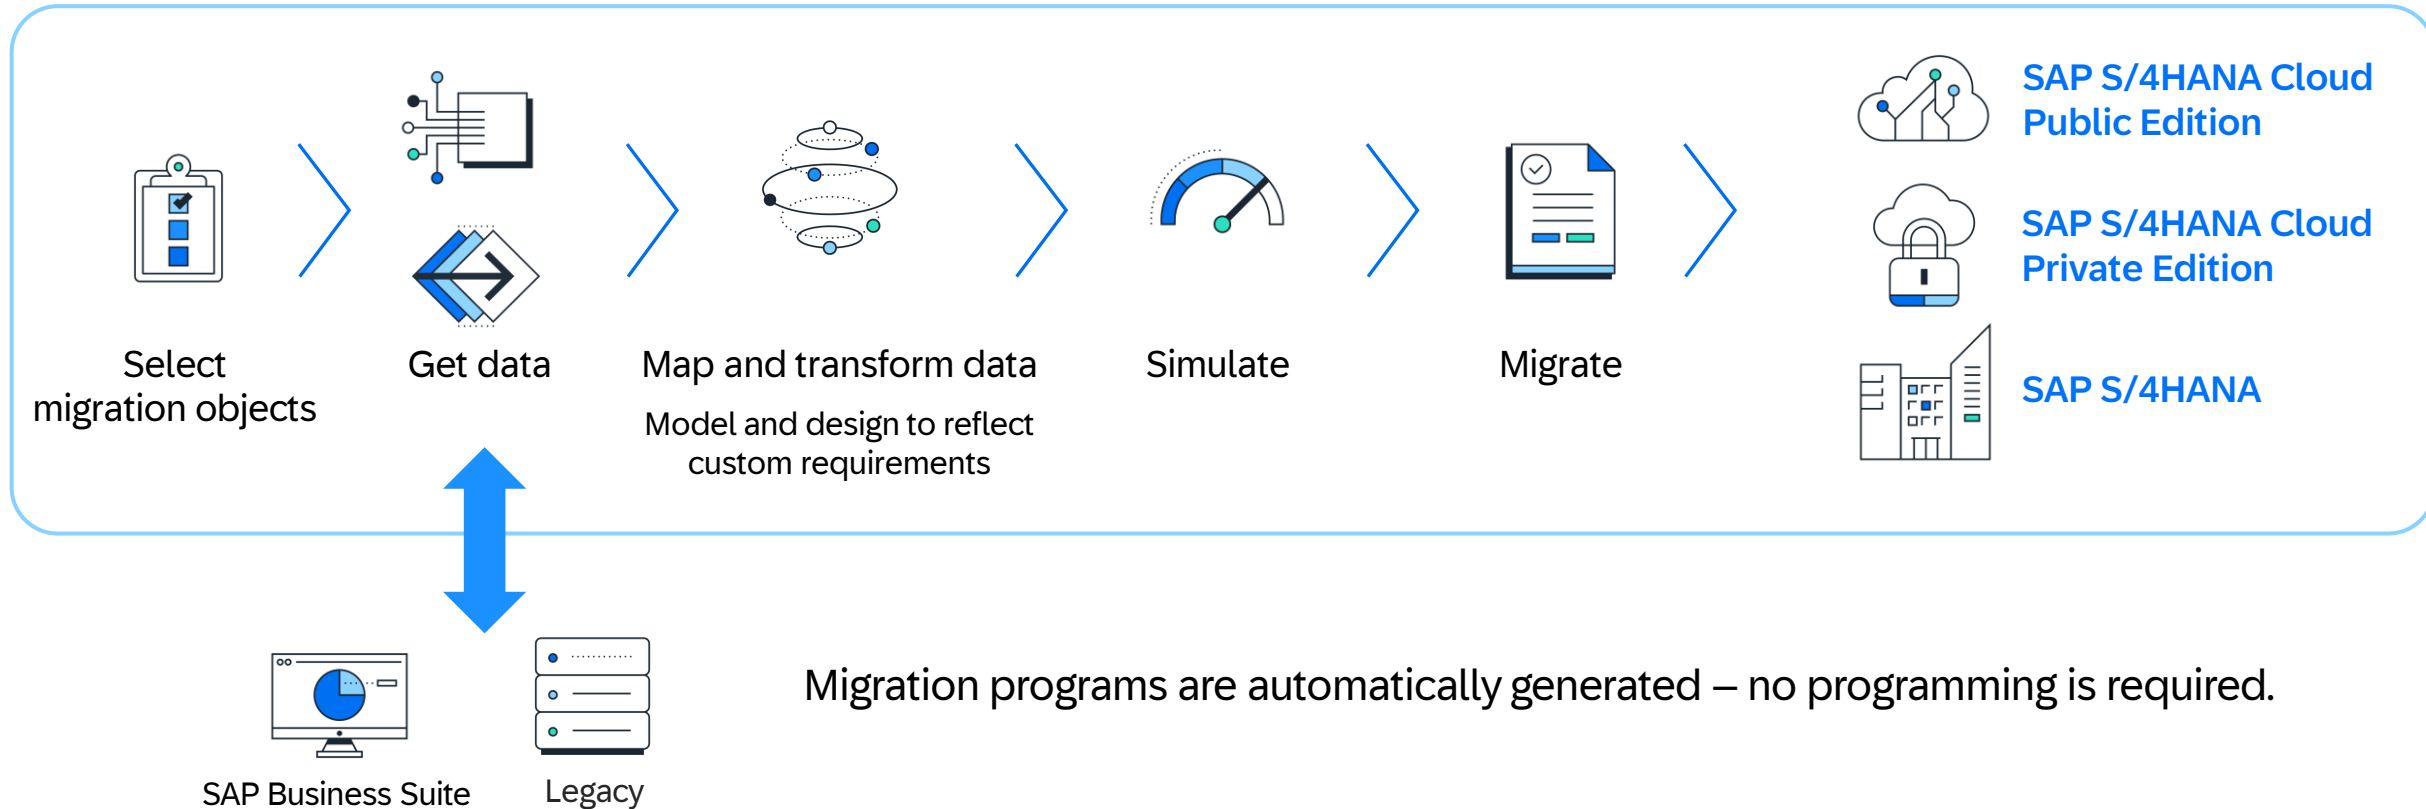 Select
migration objects
Get data
Map and transform data
Model and design to reflect
custom requirements
Simulate
Migrate
SAP S/4HANA Cloud
Public Edition
SAP S/4HANA Cloud
Private Edition
SAP S/4HANA
SAP Business Suite
Legacy
Migration programs are automatically generated – no programming is required.